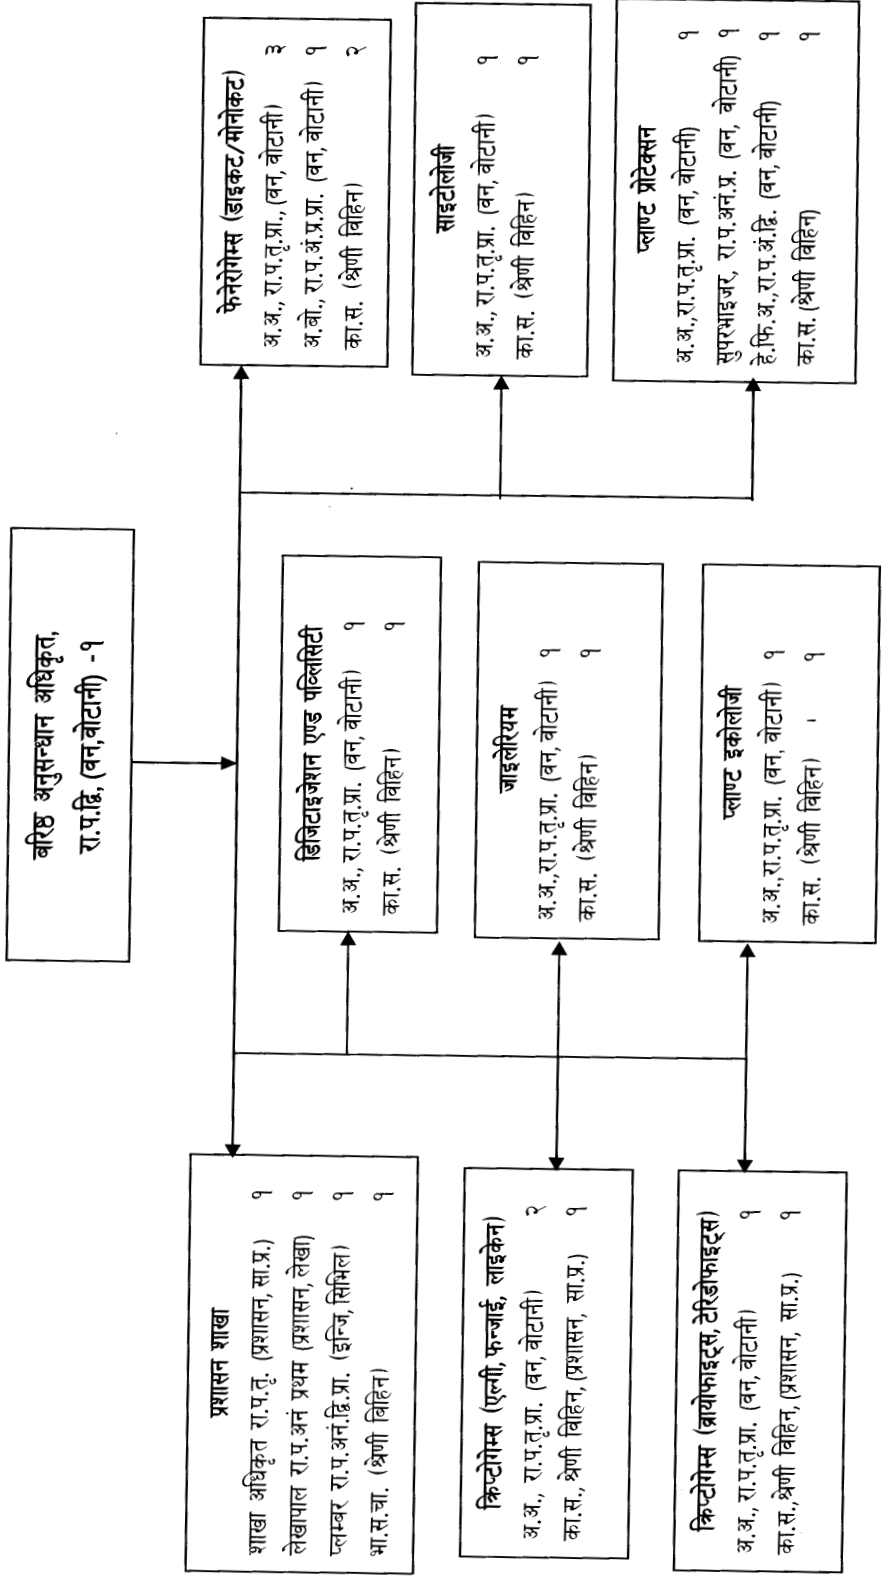 बरिष्ठ अनुसन्धान अधिकृत,
रा.प.द्वि, (वन,वोटानी) -१
प्रशासन शाखा
शाखा अधिकृत रा.प.तृ. (प्रशासन, सा.प्र.) १
लेखापाल रा.प.अनं प्रथम (प्रशासन, लेखा) १
प्लम्बर रा.प.अनं.द्वि.प्रा. (इन्जि, सिभिल) १
भा.स.चा. (श्रेणी बिहिन) १
क्रिप्टोगेम्स (एल्गी, फन्जाई, लाइकेन)
अ.अ., रा.प.तृ.प्रा. (वन, वोटानी) २
का.स., श्रेणी विहिन, (प्रशासन, सा.प्र.) १
क्रिप्टोगेम्स (ब्रायोफाइट्स, टेरिडोफाइट्स)
अ.अ., रा.प.तृ.प्रा. (वन, वोटानी) १
का.स., श्रेणी विहिन, (प्रशासन, सा.प्र.) १
डिजिटाइजेशन एण्ड पव्लिसिटी
अ.अ., रा.प.तृ.प्रा. (वन, वोटानी) १
का.स. (श्रेणी विहिन) १
जाइलेरियम
अ.अ.,रा.प.तृ.प्रा. (वन, वोटानी) १
का.स. (श्रेणी विहिन) १
प्लाण्ट इकोलोजी
अ.अ.,रा.प.तृ.प्रा. (वन, वोटानी) १
का.स. (श्रेणी विहिन) १
फेनेरोगेम्स (डाइकट/मोनोकट)
अ.अ., रा.प.तृ.प्रा., (वन, वोटानी) ३
अ.बो., रा.प.अं.प्र.प्रा. (वन, वोटानी) १
का.स. (श्रेणी विहिन) २
साइटोलोजी
अ.अ., रा.प.तृ.प्रा. (वन, वोटानी) १
का.स. (श्रेणी विहिन) १
प्लाण्ट प्रोटेक्सन
अ.अ.,रा.प.तृ.प्रा. (वन, वोटानी) १
सुपरभाइजर, रा.प.अनं.प्र. (वन, वोटानी) १
हे.फि.अ.,रा.प.अं.द्वि. (वन, वोटानी) १
का.स. (श्रेणी विहिन) १